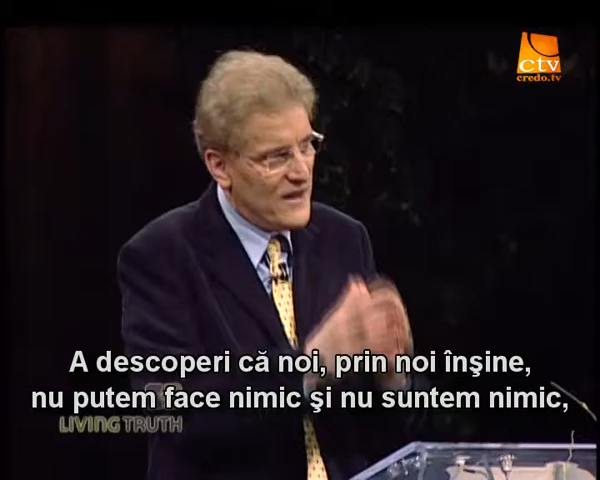 ctv
credo.tv
A descoperi că noi, prin noi înşine,
nu putem face nimic şi nu suntem nimic,
LIVING TRUTH